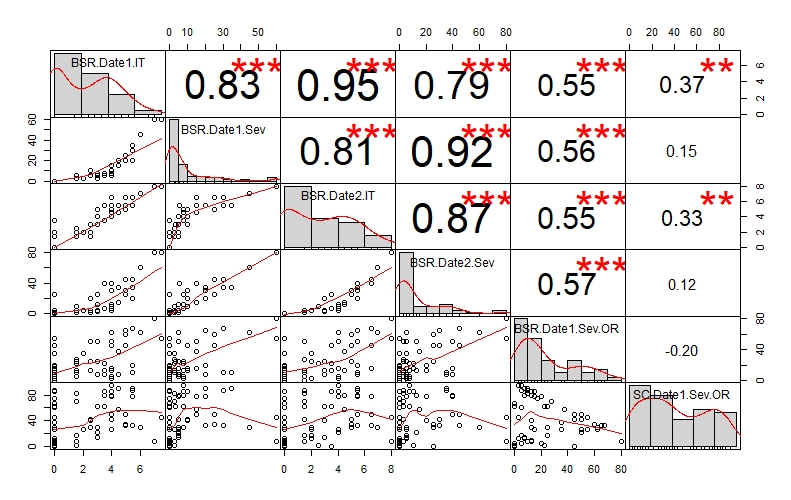 0 10 30 50 0 20 40 60 80 0 20 40 60 80
BSR.Date1.IT 0.83 *** 0.95 *** 0.79 *** 0.55 *** 0.37 ** 0 2 4 6
0 20 40 60 BSR.Date1.Sev 0.81 *** 0.92 *** 0.56 *** 0.15
BSR.Date2.IT 0.87 *** 0.55 *** 0.33 ** 0 2 4 6 8
0 40 80 BSR.Date2.Sev 0.57 *** 0.12
BSR.Date1.Sev.OR -0.20 0 40 80
0 40 80 SC.Date1.Sev.OR
0 2 4 6 0 2 4 6 8 0 20 40 60 80